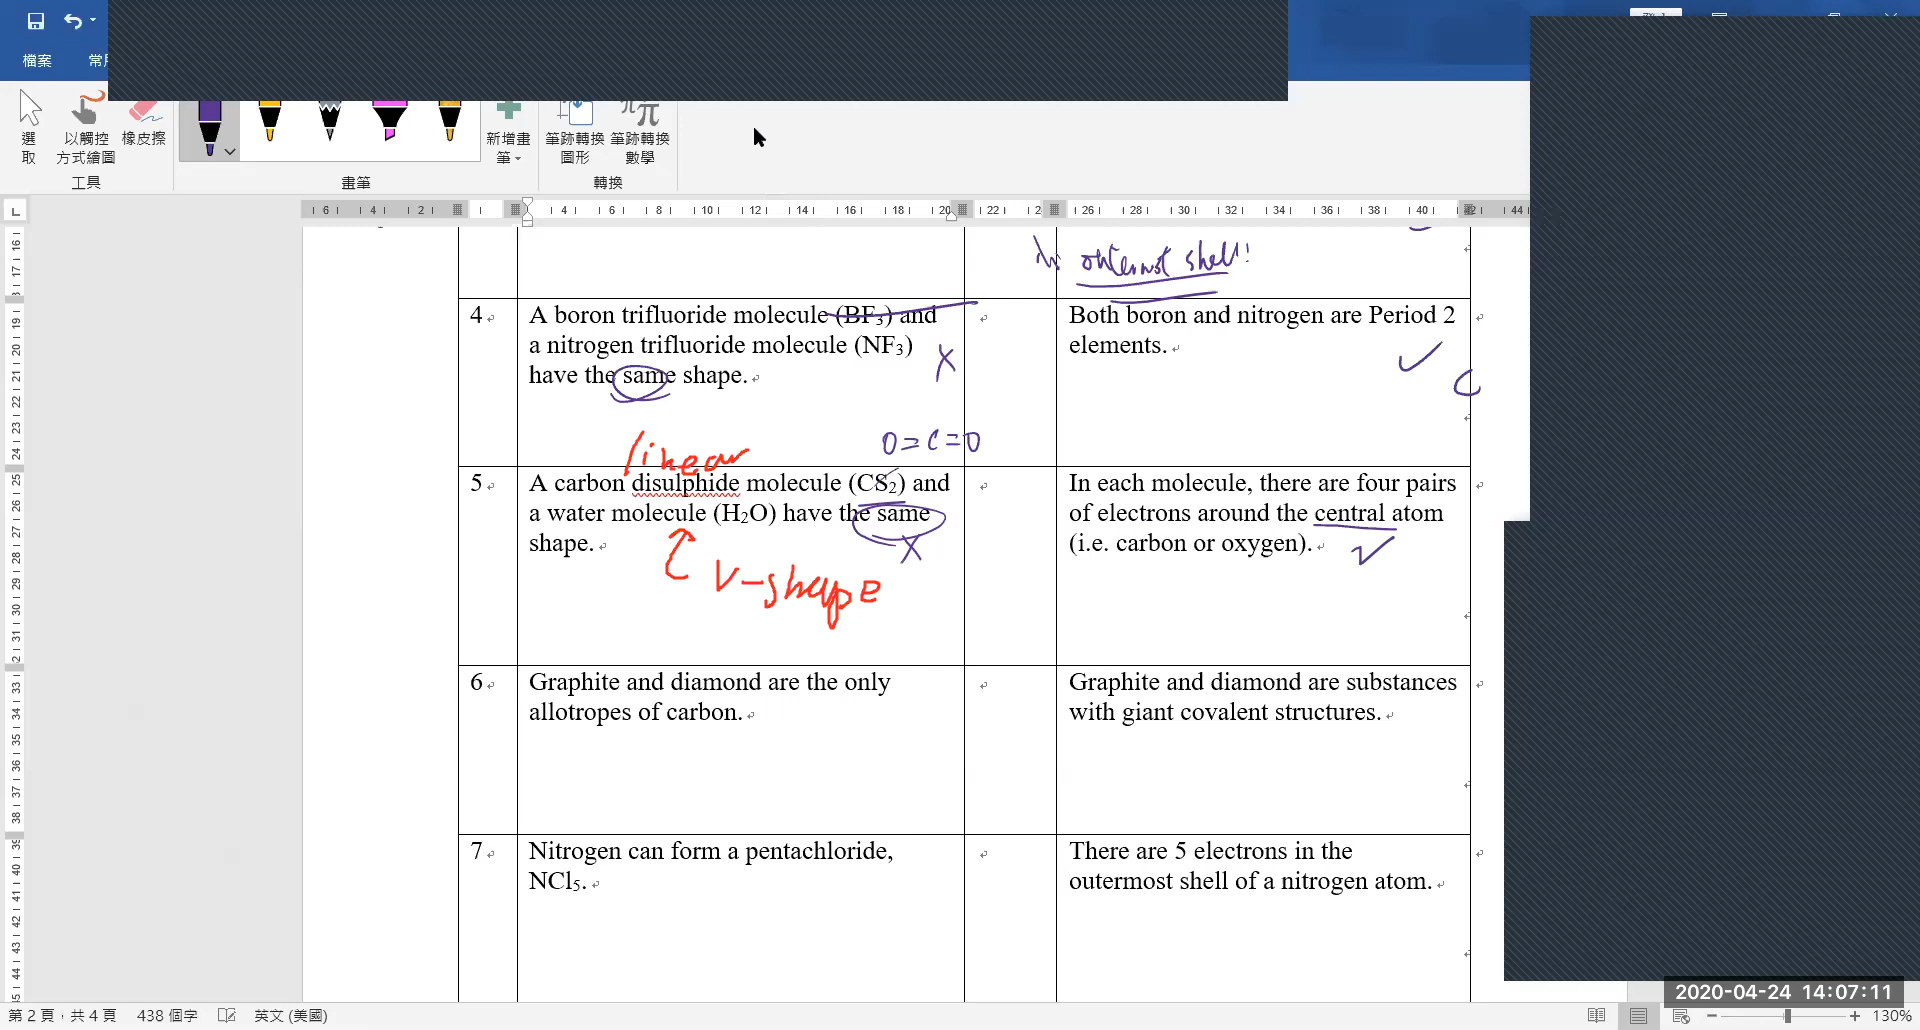 檔案 常用
選取 以觸控方式繪圖 橡皮擦 新增畫筆 筆跡轉換圖形 筆跡轉換數學
工具 畫筆 轉換
outermost shell!
4 A boron trifluoride molecule (BF3) and
a nitrogen trifluoride molecule (NF3)
have the same shape.
X
Both boron and nitrogen are Period 2
elements.
✓
C
linear
O=C=O
5 A carbon disulphide molecule (CS2) and
a water molecule (H2O) have the same
shape.
X
V-shape
In each molecule, there are four pairs
of electrons around the central atom
(i.e. carbon or oxygen).
✓
6 Graphite and diamond are the only
allotropes of carbon.
Graphite and diamond are substances
with giant covalent structures.
7 Nitrogen can form a pentachloride,
NCl5.
There are 5 electrons in the
outermost shell of a nitrogen atom.
2020-04-24 14:07:11
第 2 頁，共 4 頁 438 個字 英文 (美國) 130%